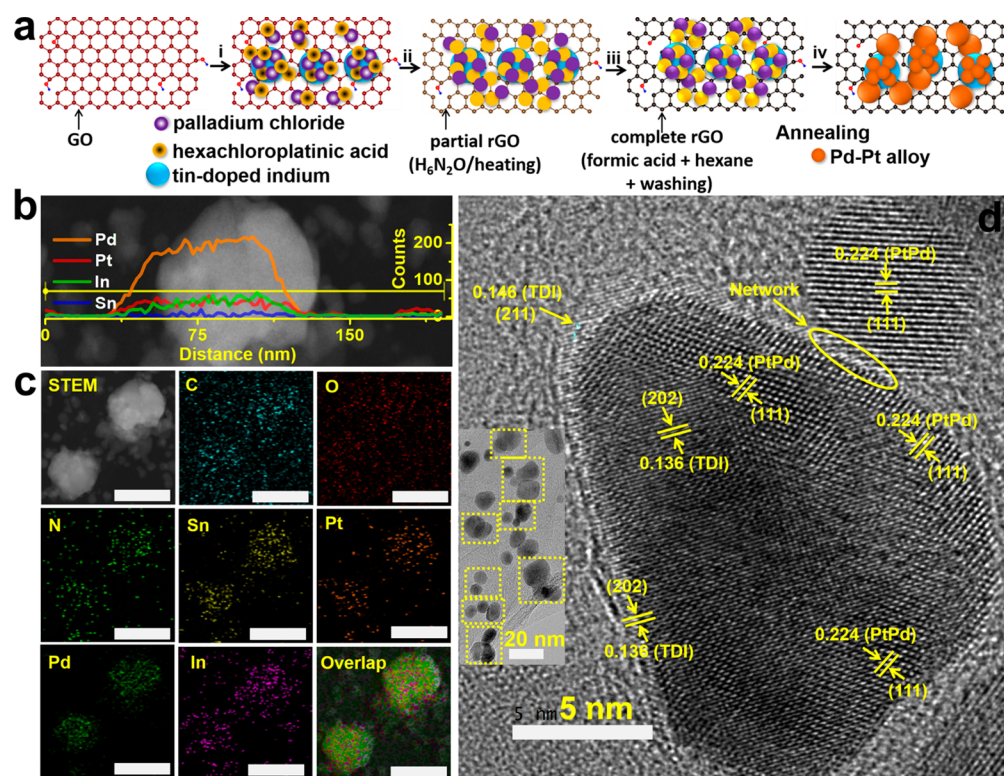 a
i
ii
iii
iv
GO
palladium chloride
hexachloroplatinic acid
tin-doped indium
partial rGO
(H₆N₂O/heating)
complete rGO
(formic acid + hexane
+ washing)
Annealing
Pd-Pt alloy
b
Pd
Pt
In
Sn
200
100
0
Counts
0
75
150
Distance (nm)
c
STEM
C
O
N
Sn
Pt
Pd
In
Overlap
d
0.224 (PtPd)
(111)
Network
0.146 (TDI)
(211)
0.224 (PtPd)
(111)
(202)
0.136 (TDI)
0.224 (PtPd)
(111)
(202)
0.136 (TDI)
0.224 (PtPd)
(111)
20 nm
5 nm
5 nm